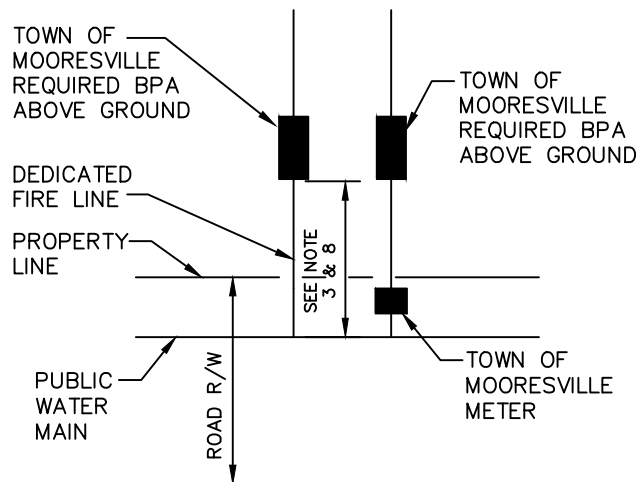 TOWN OF
MOORESVILLE
REQUIRED BPA
ABOVE GROUND
TOWN OF
MOORESVILLE
REQUIRED BPA
ABOVE GROUND
DEDICATED
FIRE LINE
PROPERTY
LINE
SEE NOTE
3 & 8
PUBLIC
WATER
MAIN
ROAD R/W
TOWN OF
MOORESVILLE
METER